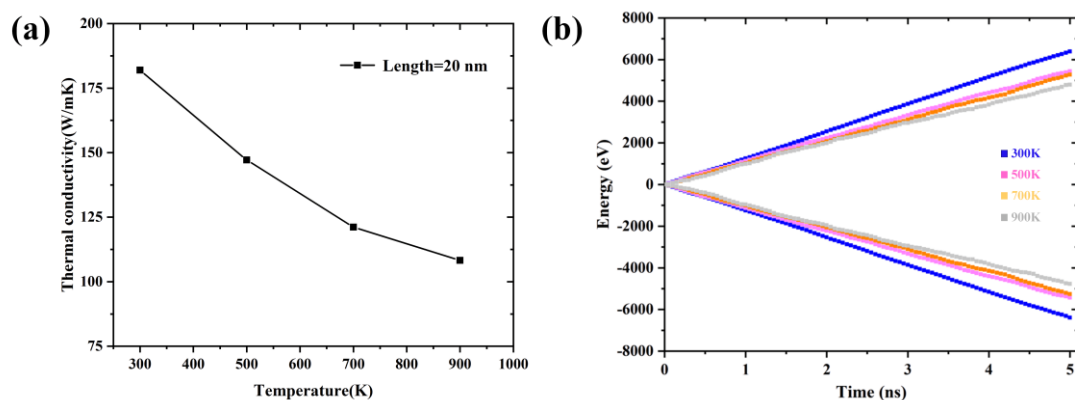 (a)
200
175
150
125
100
75
Thermal conductivity(W/mK)
Length=20 nm
300 400 500 600 700 800 900 1000
Temperature(K)
(b)
8000
6000
4000
2000
0
-2000
-4000
-6000
-8000
Energy (eV)
300K
500K
700K
900K
0 1 2 3 4 5
Time (ns)